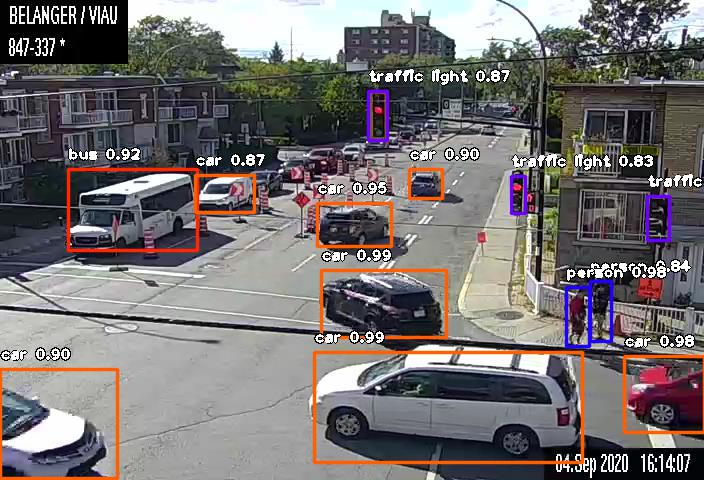 BELANGER / VIAU
847-337 *
traffic light 0.87
bus 0.92
car 0.87
car 0.90
traffic light 0.83
car 0.95
traffic
car 0.99
person 0.98
0.84
car 0.99
car 0.98
car 0.90
04 Sep 2020 16:14:07